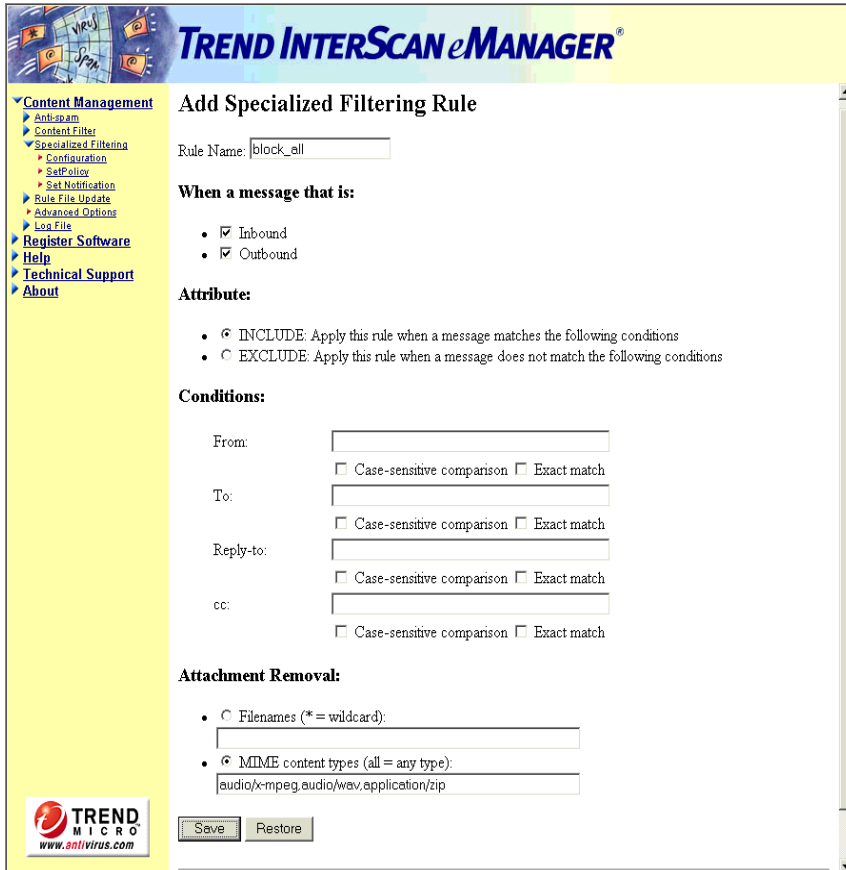 VIRUS
Spam
TREND INTERSCAN eMANAGER®
Content Management
Anti-spam
Content Filter
Specialized Filtering
Configuration
SetPolicy
Set Notification
Rule File Update
Advanced Options
Log File
Register Software
Help
Technical Support
About
TREND
MICRO™
www.antivirus.com
Add Specialized Filtering Rule
Rule Name: block_all
When a message that is:
Inbound
Outbound
Attribute:
INCLUDE: Apply this rule when a message matches the following conditions
EXCLUDE: Apply this rule when a message does not match the following conditions
Conditions:
From:
Case-sensitive comparison Exact match
To:
Case-sensitive comparison Exact match
Reply-to:
Case-sensitive comparison Exact match
cc:
Case-sensitive comparison Exact match
Attachment Removal:
Filenames (* = wildcard):
MIME content types (all = any type):
audio/x-mpeg,audio/wav,application/zip
Save Restore